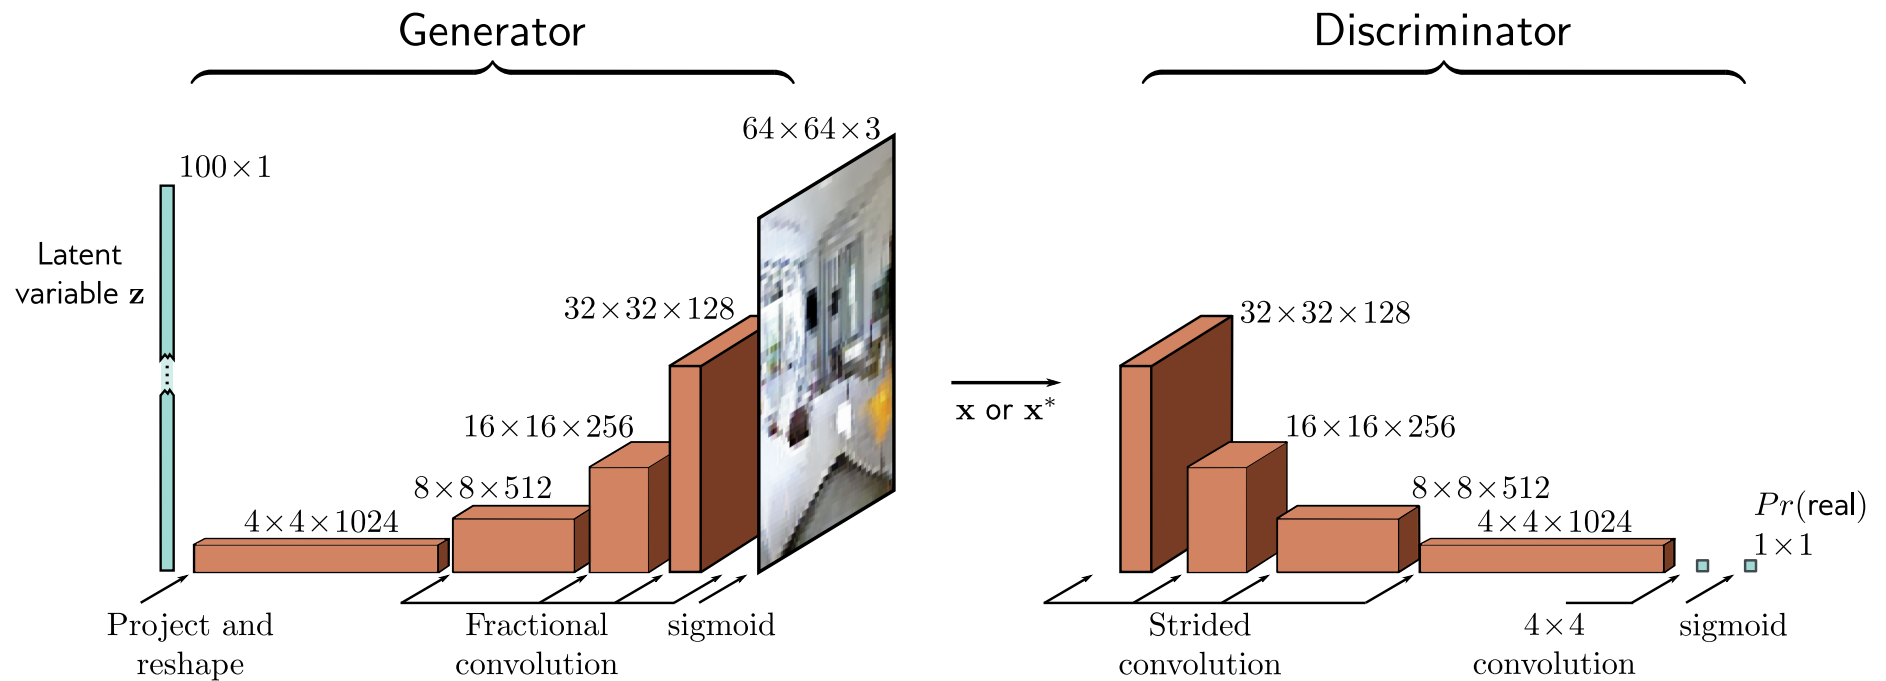 Generator
Discriminator
64×64×3
100×1
Latent
variable z
32×32×128
16×16×256
8×8×512
4×4×1024
Project and
reshape
Fractional
convolution
sigmoid
x or x*
32×32×128
16×16×256
8×8×512
4×4×1024
Pr(real)
1×1
Strided
convolution
4×4
convolution
sigmoid